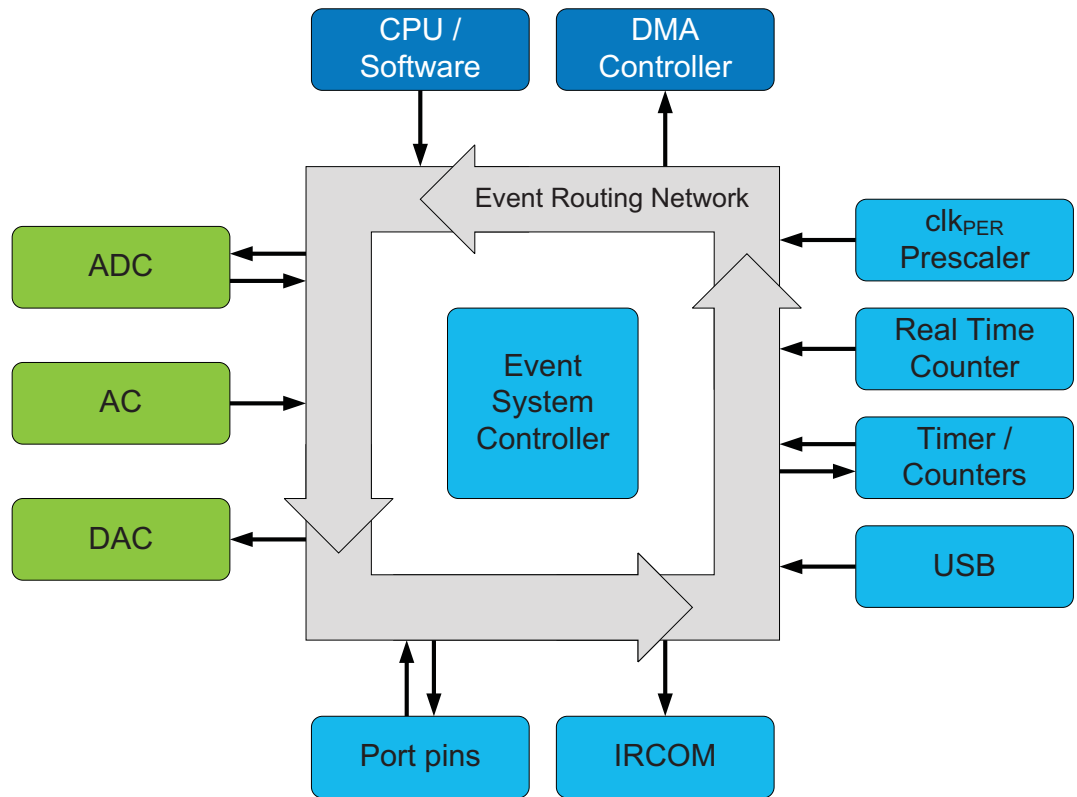 CPU /
Software
DMA
Controller
Event Routing Network
ADC
clkPER
Prescaler
Real Time
Counter
AC
Event
System
Controller
Timer /
Counters
DAC
USB
Port pins
IRCOM